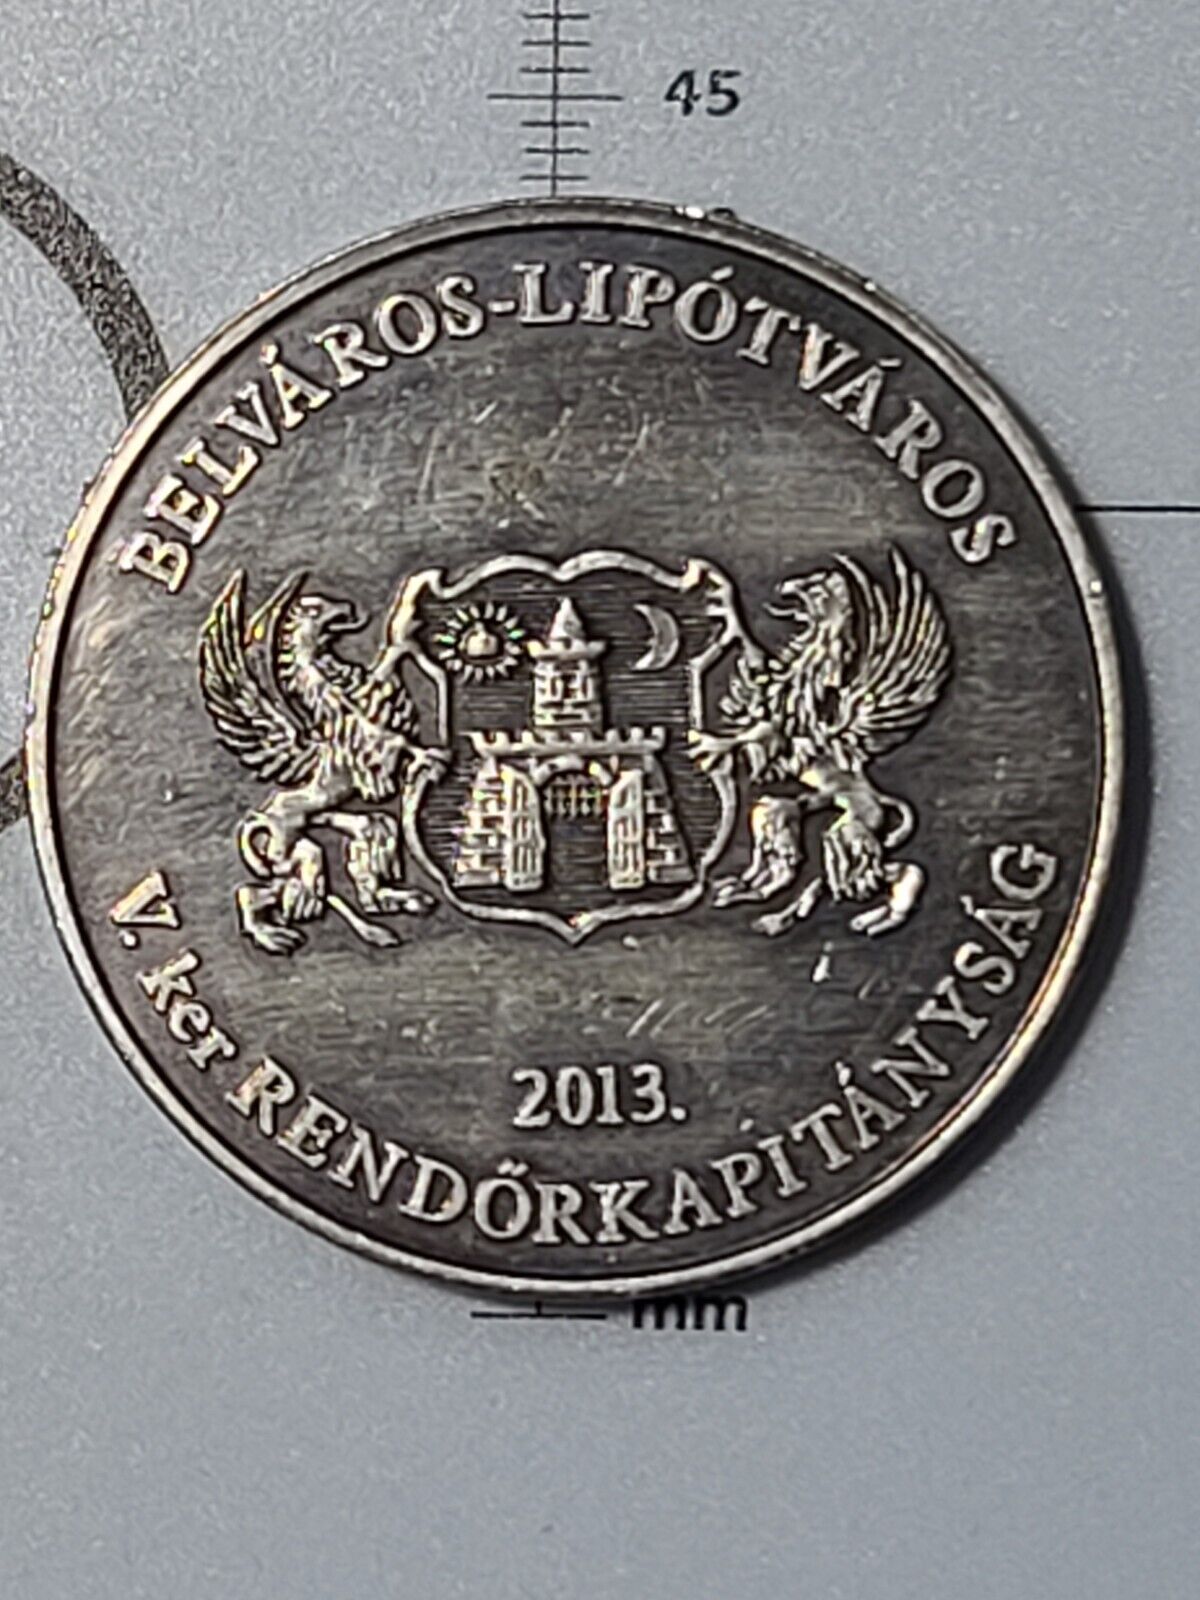 45
BELVÁROS-LIPÓTVÁROS
2013.
V. ker RENDŐRKAPITÁNYSÁG
mm